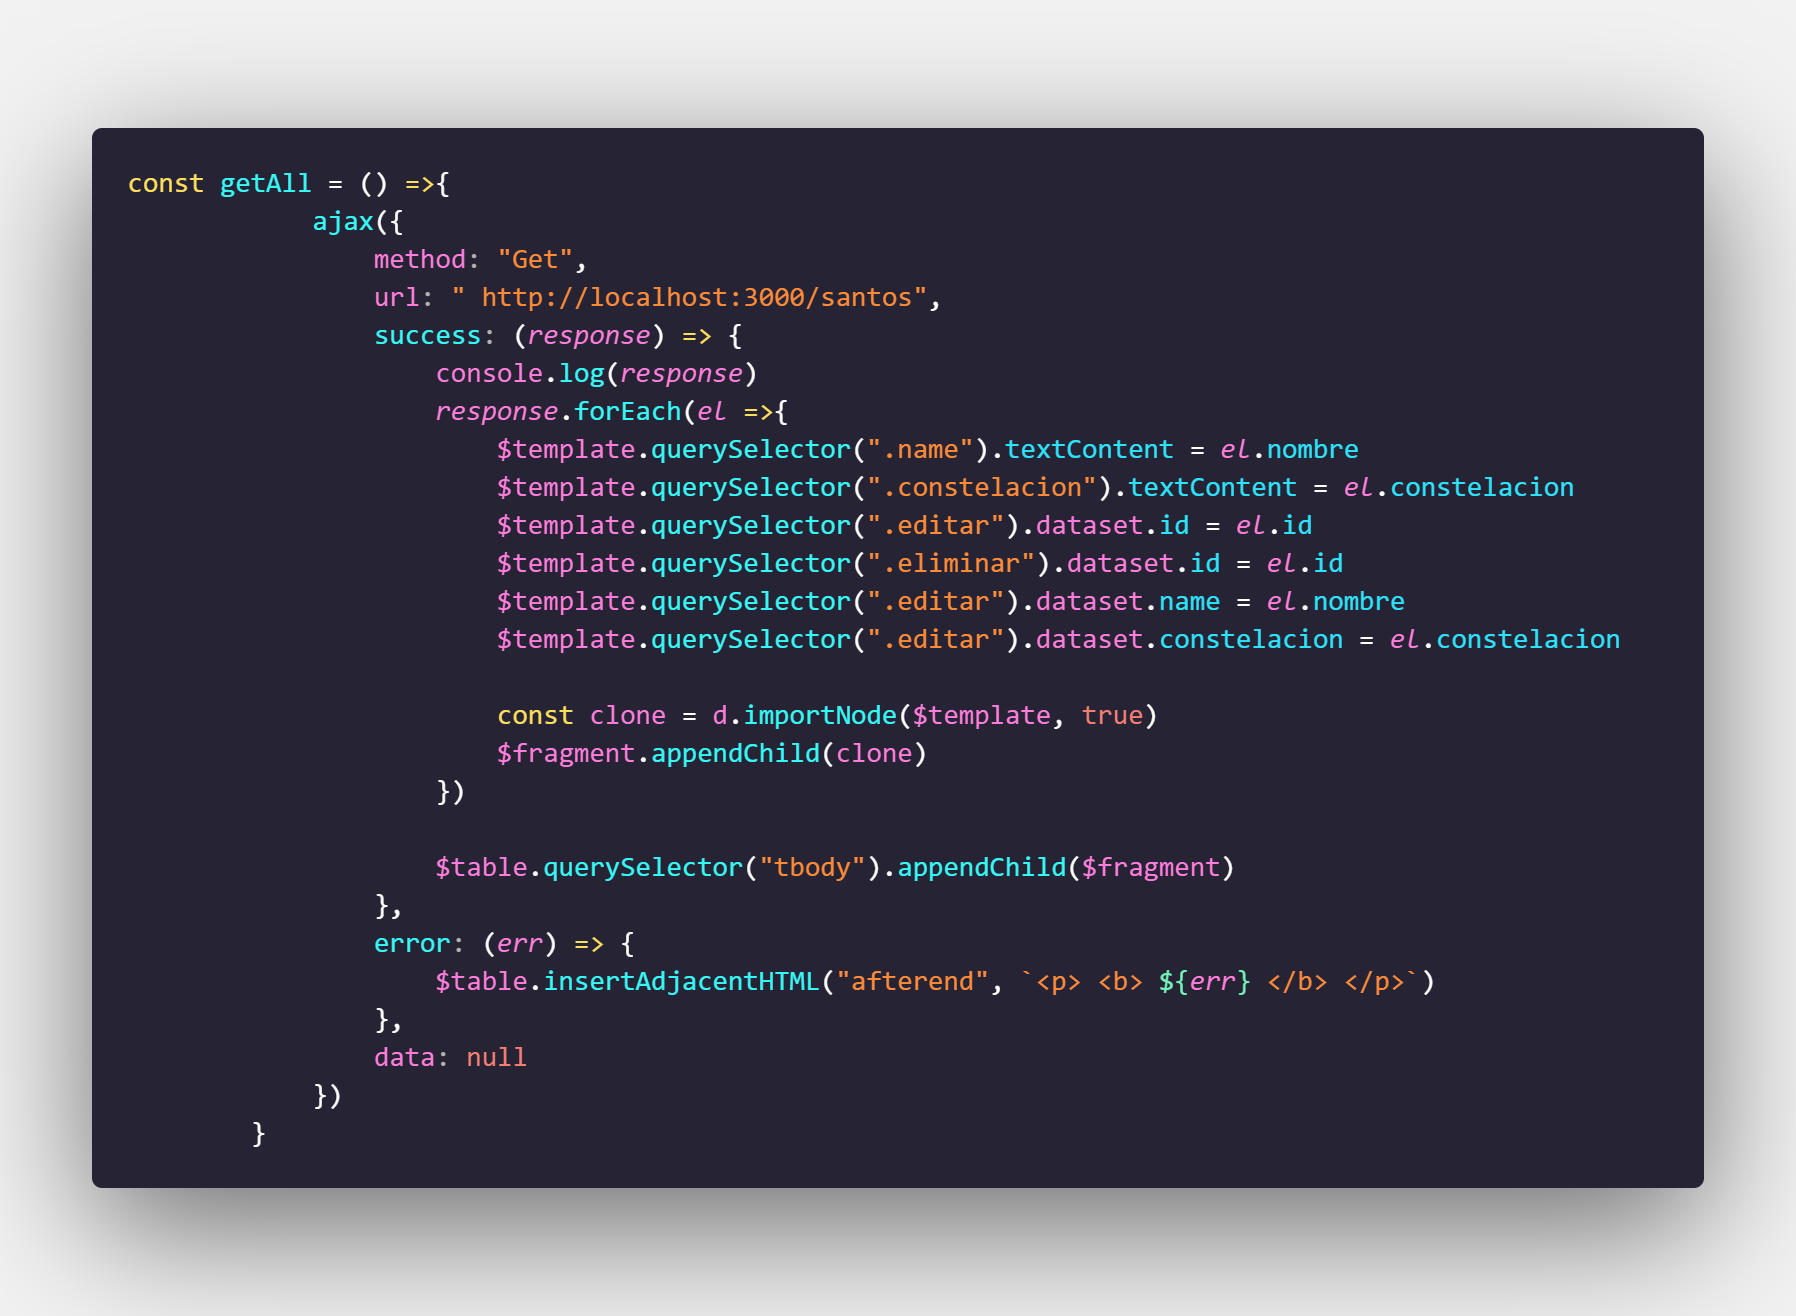 const getAll = () =>{
            ajax({
                method: "Get",
                url: " http://localhost:3000/santos",
                success: (response) => {
                    console.log(response)
                    response.forEach(el =>{
                        $template.querySelector(".name").textContent = el.nombre
                        $template.querySelector(".constelacion").textContent = el.constelacion
                        $template.querySelector(".editar").dataset.id = el.id
                        $template.querySelector(".eliminar").dataset.id = el.id
                        $template.querySelector(".editar").dataset.name = el.nombre
                        $template.querySelector(".editar").dataset.constelacion = el.constelacion

                        const clone = d.importNode($template, true)
                        $fragment.appendChild(clone)
                    })

                    $table.querySelector("tbody").appendChild($fragment)
                },
                error: (err) => {
                    $table.insertAdjacentHTML("afterend", `<p> <b> ${err} </b> </p>`)
                },
                data: null
            })
        }